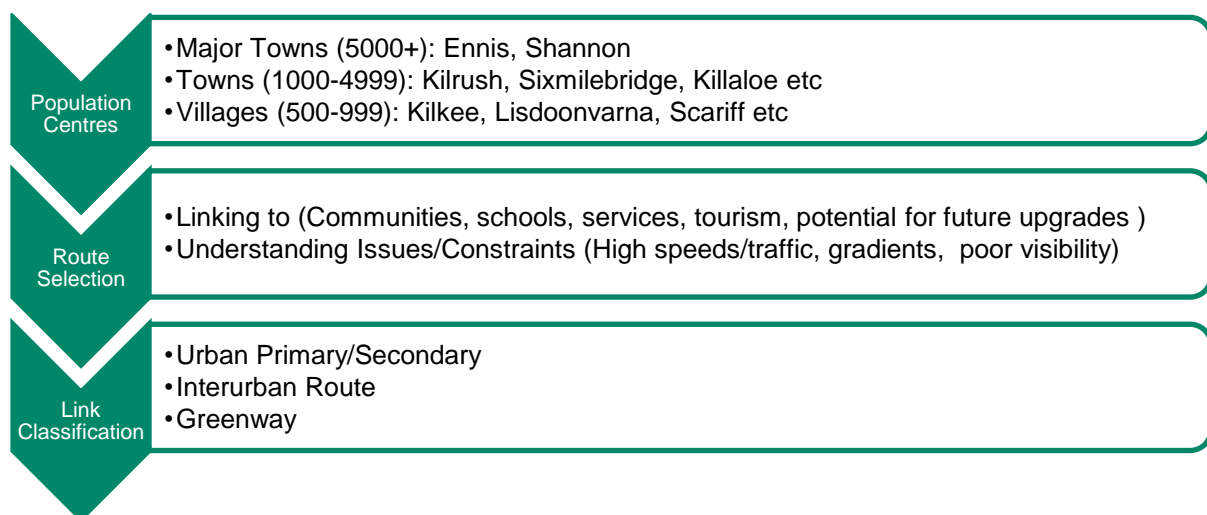 Population
Centres
•Major Towns (5000+): Ennis, Shannon
•Towns (1000-4999): Kilrush, Sixmilebridge, Killaloe etc
•Villages (500-999): Kilkee, Lisdoonvarna, Scariff etc
Route
Selection
•Linking to (Communities, schools, services, tourism, potential for future upgrades )
•Understanding Issues/Constraints (High speeds/traffic, gradients, poor visibility)
Link
Classification
•Urban Primary/Secondary
•Interurban Route
•Greenway